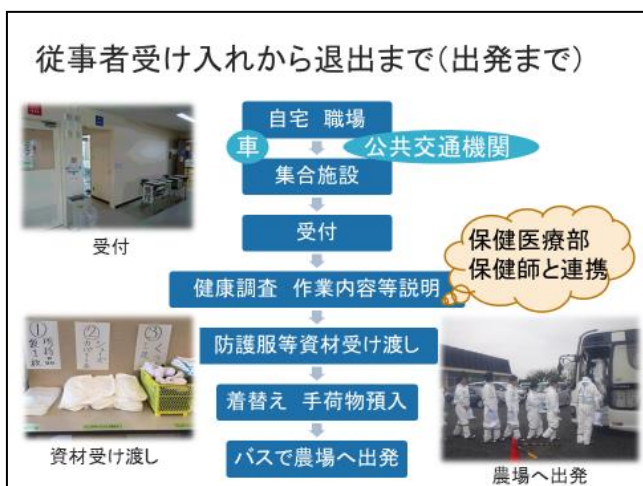 従事者受け入れから退出まで（出発まで）
自宅 職場
車
公共交通機関
集合施設
受付
受付
保健医療部
保健師と連携
健康調査 作業内容等説明
防護服等資材受け渡し
①
②
③
着替え 手荷物預入
資材受け渡し
バスで農場へ出発
農場へ出発